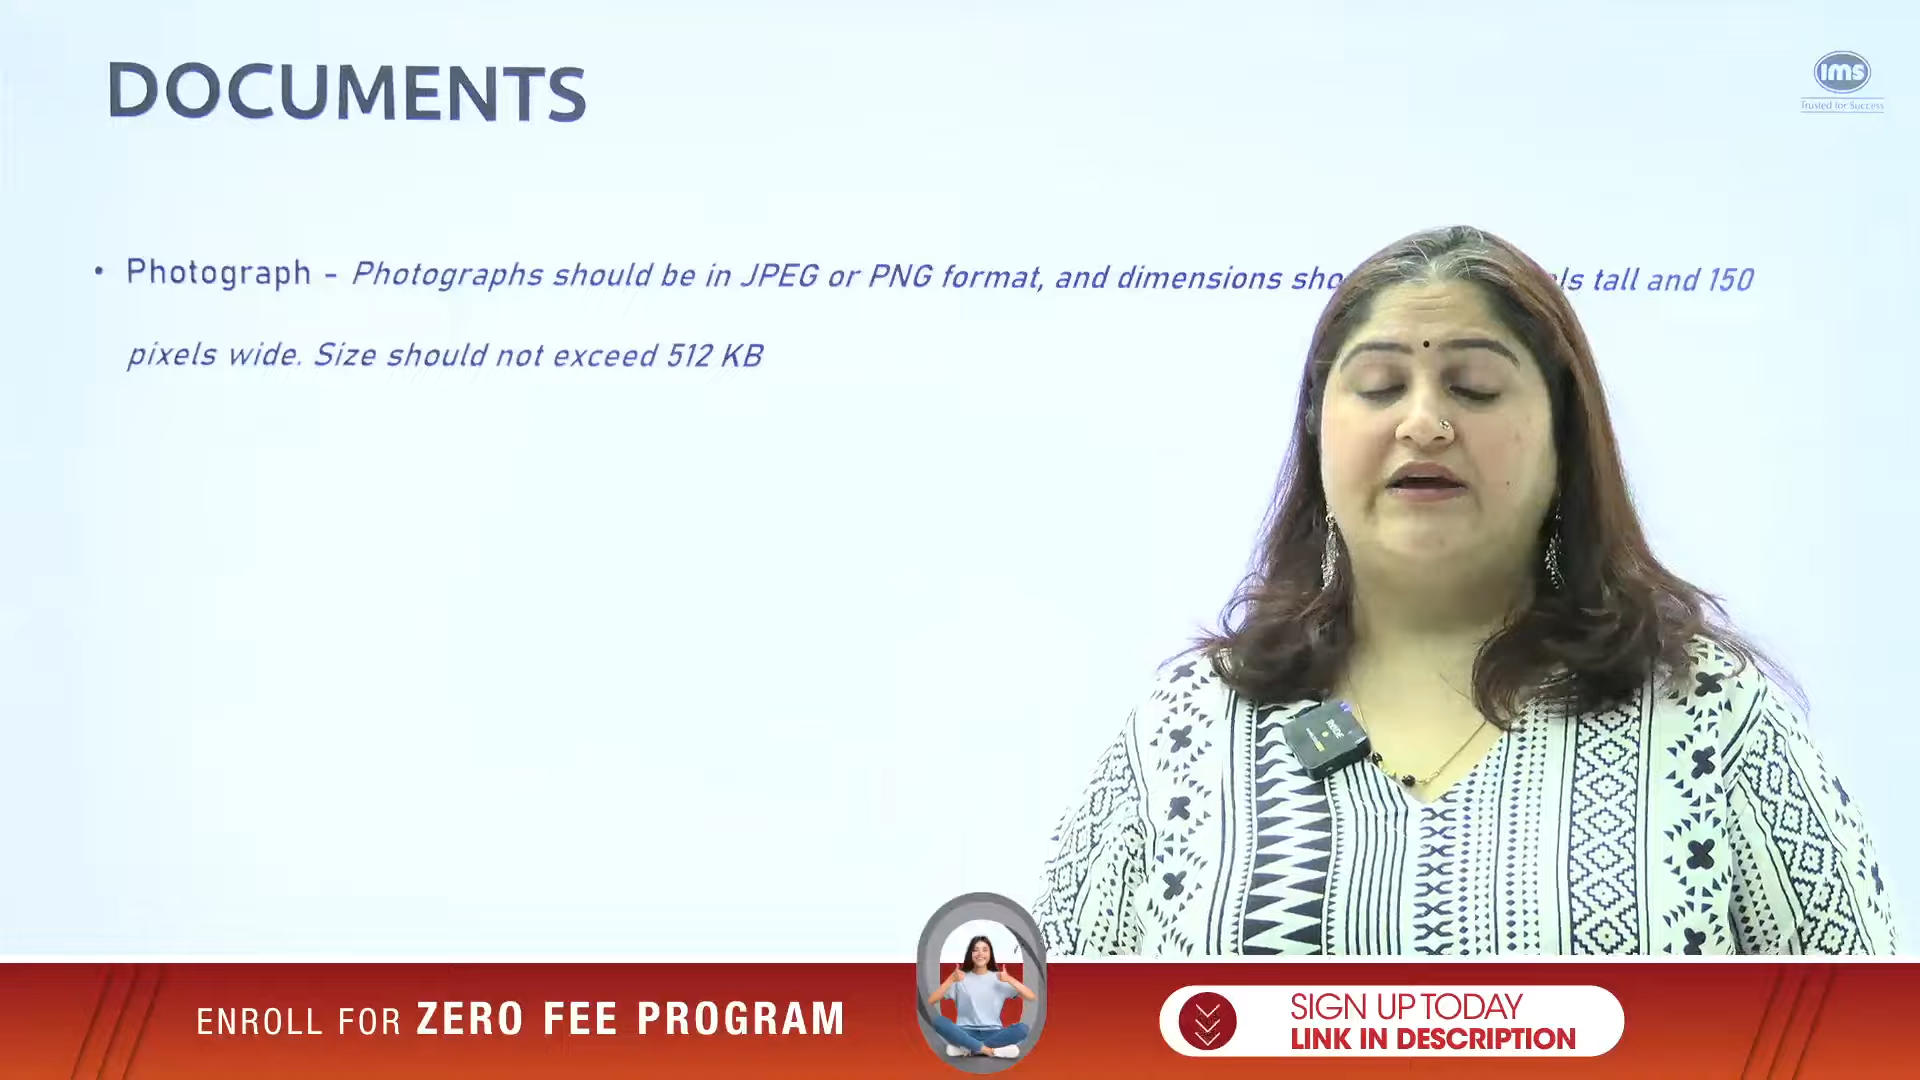 DOCUMENTS
ims
Trusted for Success
• Photograph - Photographs should be in JPEG or PNG format, and dimensions sho ls tall and 150
pixels wide. Size should not exceed 512 KB
RODE
ENROLL FOR ZERO FEE PROGRAM
SIGN UP TODAY
LINK IN DESCRIPTION